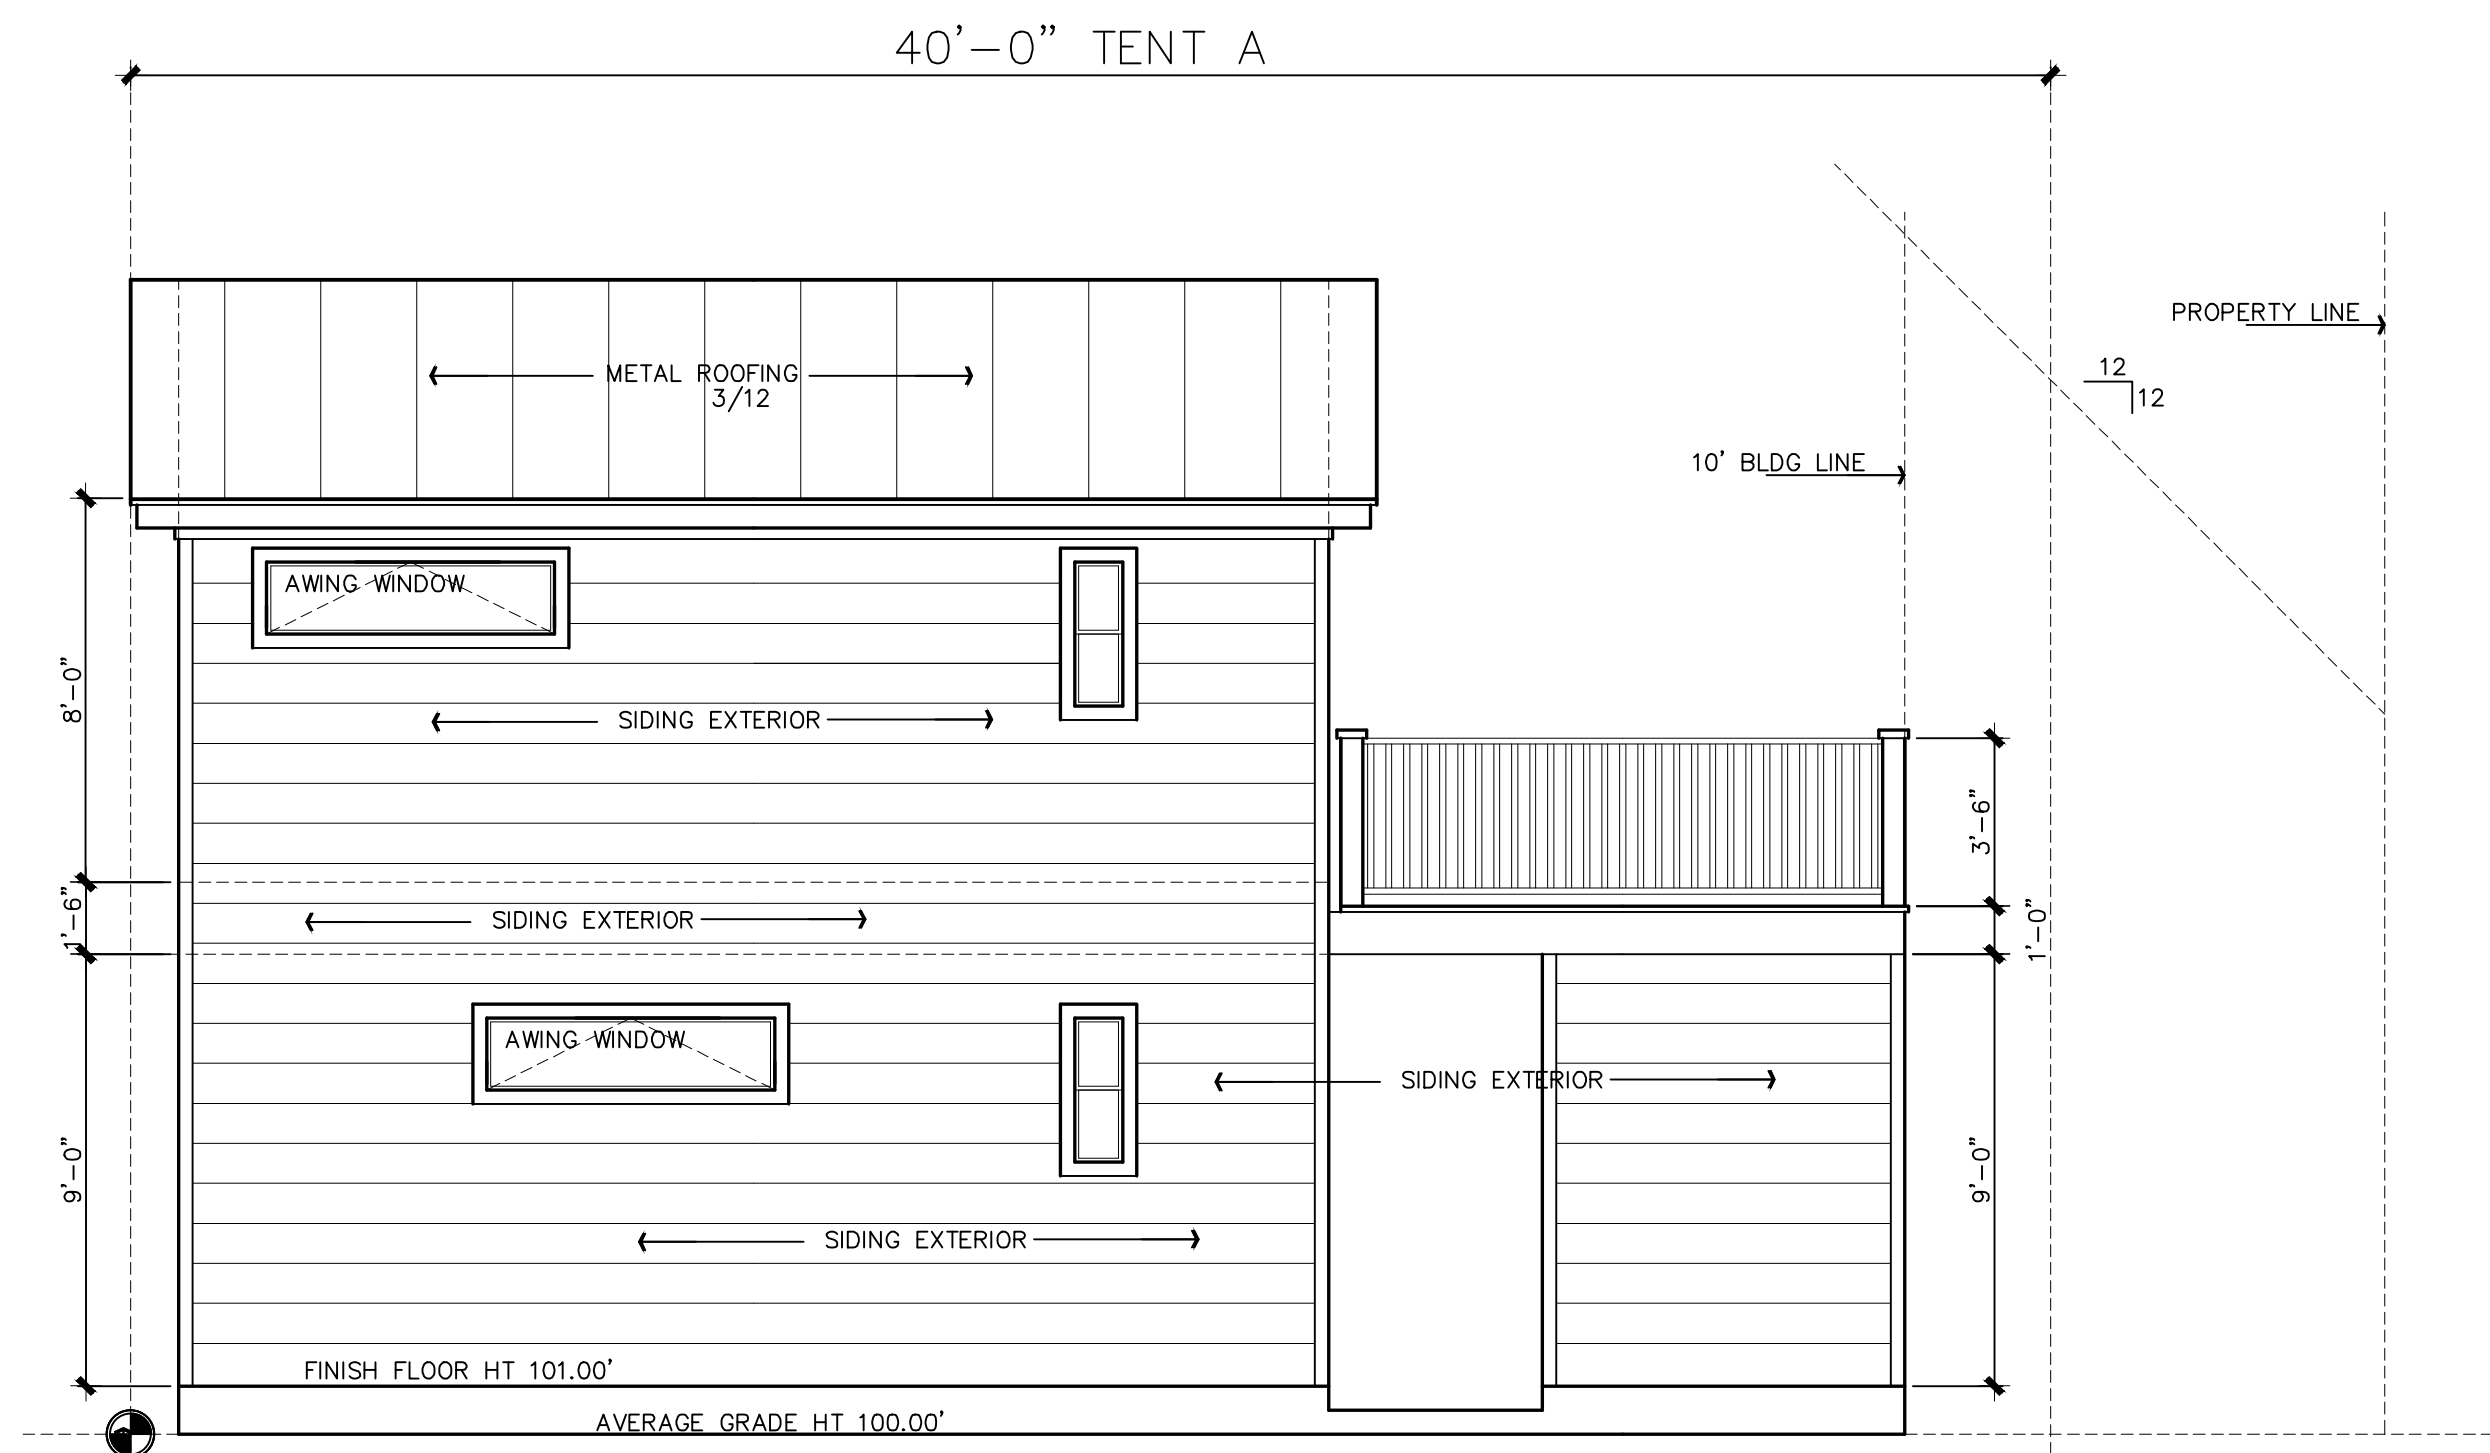 40'-0" TENT A
PROPERTY LINE
12
12
METAL ROOFING
3/12
10' BLDG LINE
AWING WINDOW
8'-0"
SIDING EXTERIOR
3'-6"
1'-6"
SIDING EXTERIOR
1'-0"
AWING WINDOW
SIDING EXTERIOR
9'-0"
9'-0"
SIDING EXTERIOR
FINISH FLOOR HT 101.00'
AVERAGE GRADE HT 100.00'